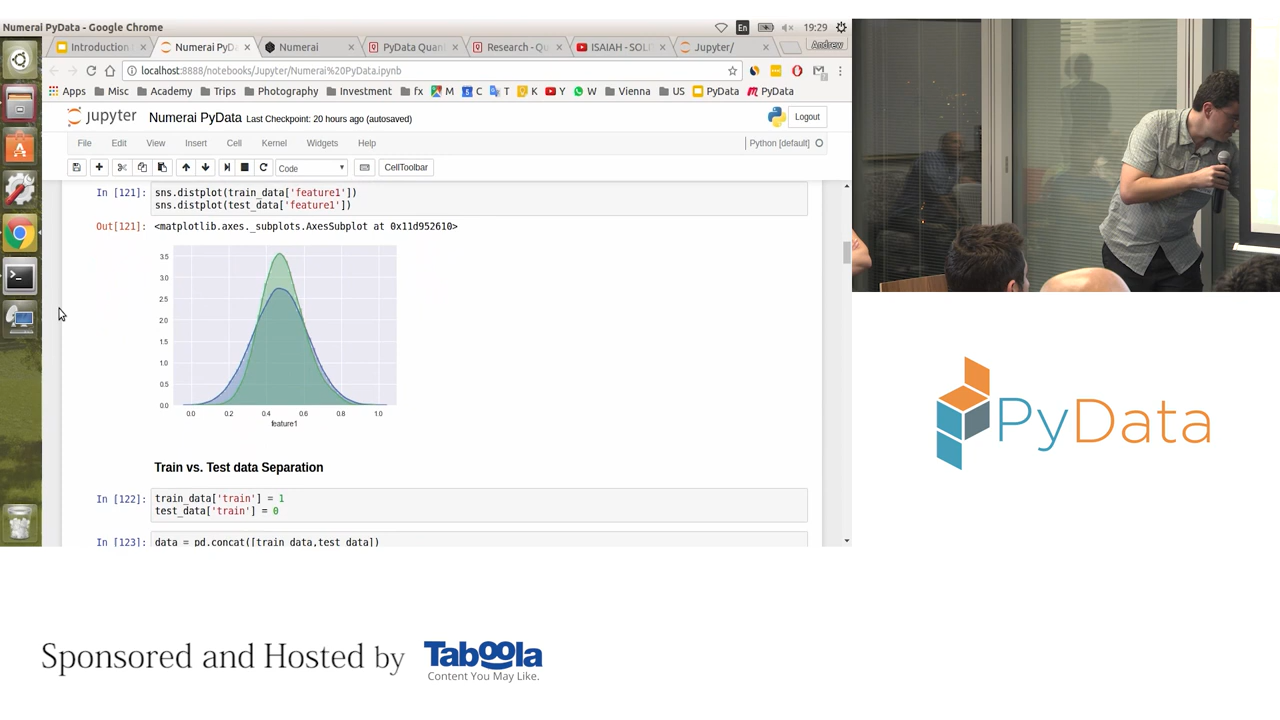 Numerai PyData - Google Chrome
En
19:29
Introduction
Numerai PyDa
Numerai
PyData Quan
Research - Qu
ISAIAH - SOLI
Jupyter/
Andrew
localhost:8888/notebooks/Jupyter/Numerai%20PyData.ipynb
Apps
Misc
Academy
Trips
Photography
Investment
fx
M
C
T
K
Y
W
Vienna
US
PyData
PyData
jupyter
Numerai PyData
Last Checkpoint: 20 hours ago (autosaved)
Logout
File
Edit
View
Insert
Cell
Kernel
Widgets
Help
Python [default]
Code
CellToolbar
In [121]:
sns.distplot(train_data['feature1'])
sns.distplot(test_data['feature1'])
Out[121]:
<matplotlib.axes._subplots.AxesSubplot at 0x11d952610>
3.5
3.0
2.5
2.0
1.5
1.0
0.5
0.0
0.0
0.2
0.4
0.6
0.8
1.0
feature1
Train vs. Test data Separation
In [122]:
train_data['train'] = 1
test_data['train'] = 0
In [123]:
data = pd.concat([train_data,test_data])
PyData
Sponsored and Hosted by
Taboola
Content You May Like.